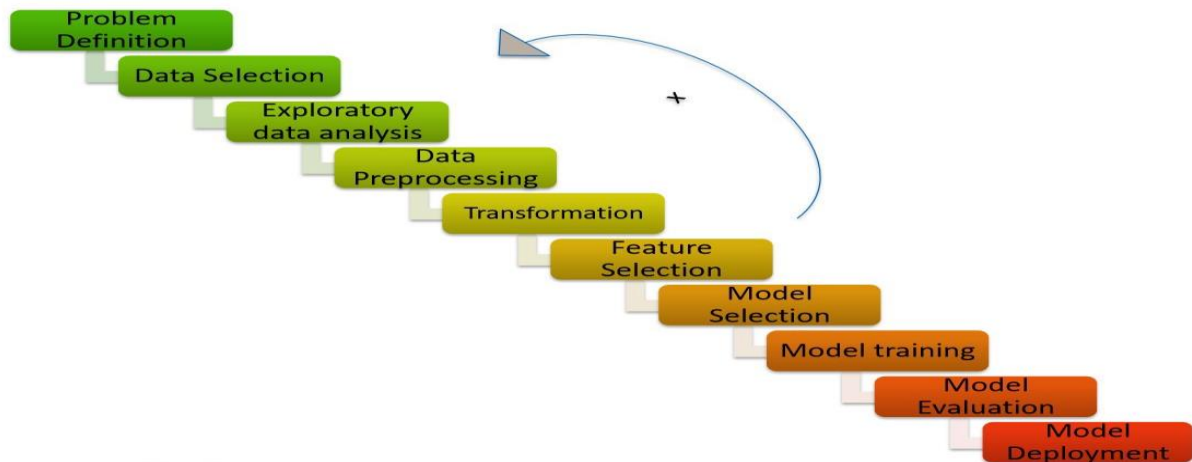 Problem
Definition
Data Selection
Exploratory
data analysis
Data
Preprocessing
Transformation
Feature
Selection
Model
Selection
Model training
Model
Evaluation
Model
Deployment
x